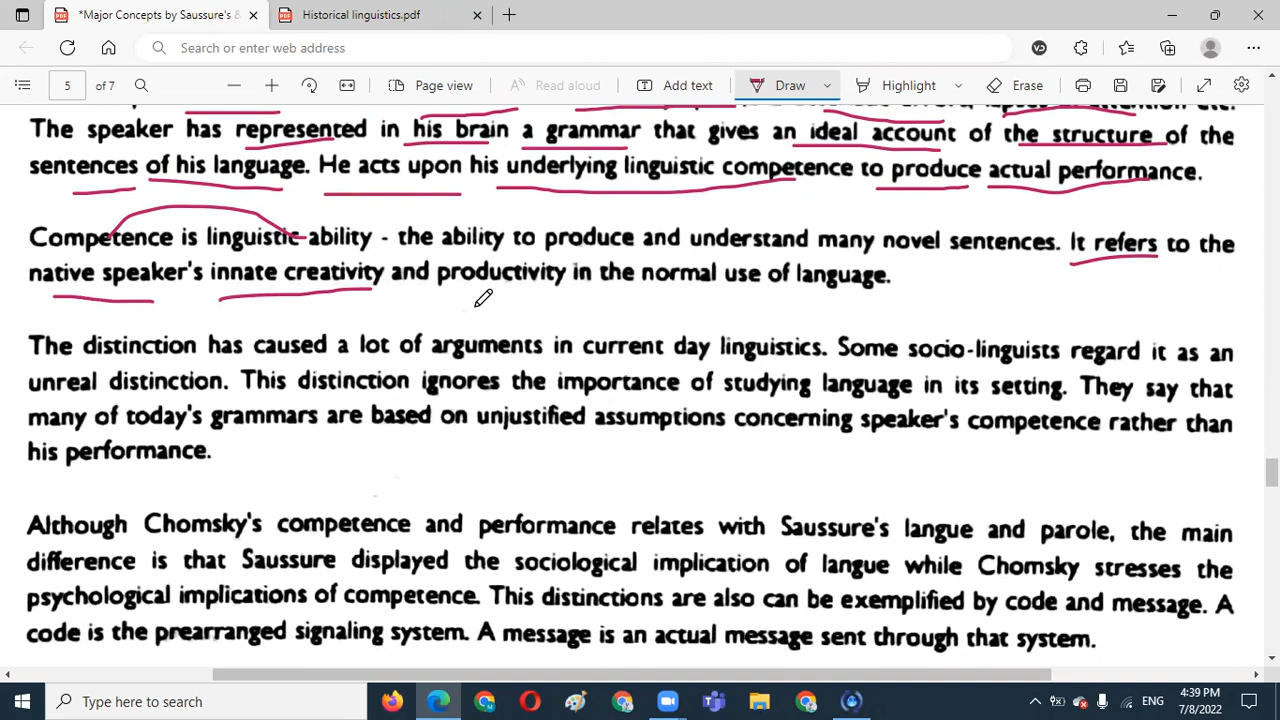 *Major Concepts by Saussure's &
Historical linguistics.pdf
Search or enter web address
5 of 7
Page view
Read aloud
Add text
Draw
Highlight
Erase
The speaker has represented in his brain a grammar that gives an ideal account of the structure of the
sentences of his language. He acts upon his underlying linguistic competence to produce actual performance.
Competence is linguistic ability - the ability to produce and understand many novel sentences. It refers to the
native speaker's innate creativity and productivity in the normal use of language.
The distinction has caused a lot of arguments in current day linguistics. Some socio-linguists regard it as an
unreal distinction. This distinction ignores the importance of studying language in its setting. They say that
many of today's grammars are based on unjustified assumptions concerning speaker's competence rather than
his performance.
Although Chomsky's competence and performance relates with Saussure's langue and parole, the main
difference is that Saussure displayed the sociological implication of langue while Chomsky stresses the
psychological implications of competence. This distinctions are also can be exemplified by code and message. A
code is the prearranged signaling system. A message is an actual message sent through that system.
Type here to search
ENG
4:39 PM
7/8/2022